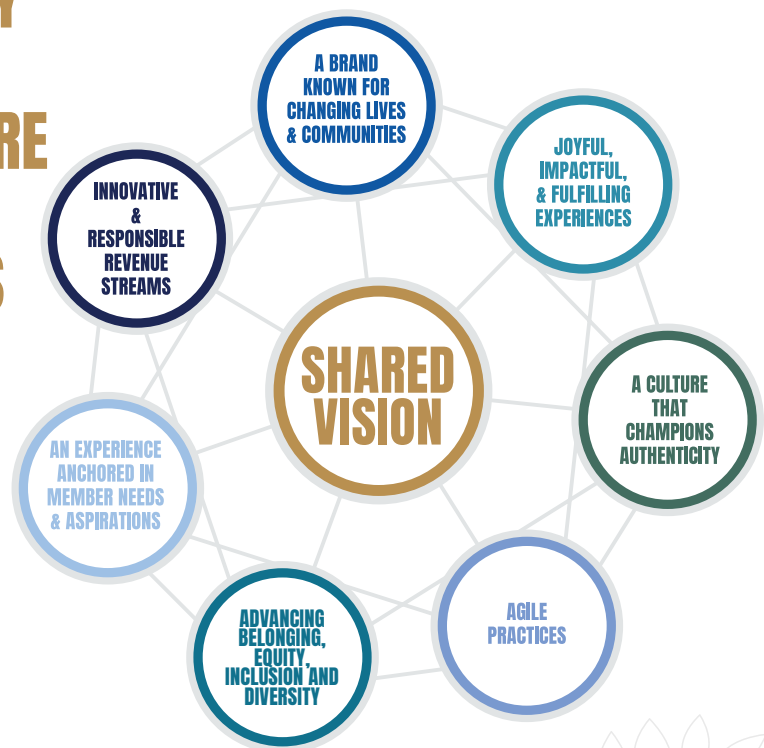 A BRAND
KNOWN FOR
CHANGING LIVES
& COMMUNITIES
JOYFUL,
IMPACTFUL,
& FULFILLING
EXPERIENCES
INNOVATIVE
&
RESPONSIBLE
REVENUE
STREAMS
SHARED
VISION
A CULTURE
THAT
CHAMPIONS
AUTHENTICITY
AN EXPERIENCE
ANCHORED IN
MEMBER NEEDS
& ASPIRATIONS
ADVANCING
BELONGING,
EQUITY,
INCLUSION AND
DIVERSITY
AGILE
PRACTICES